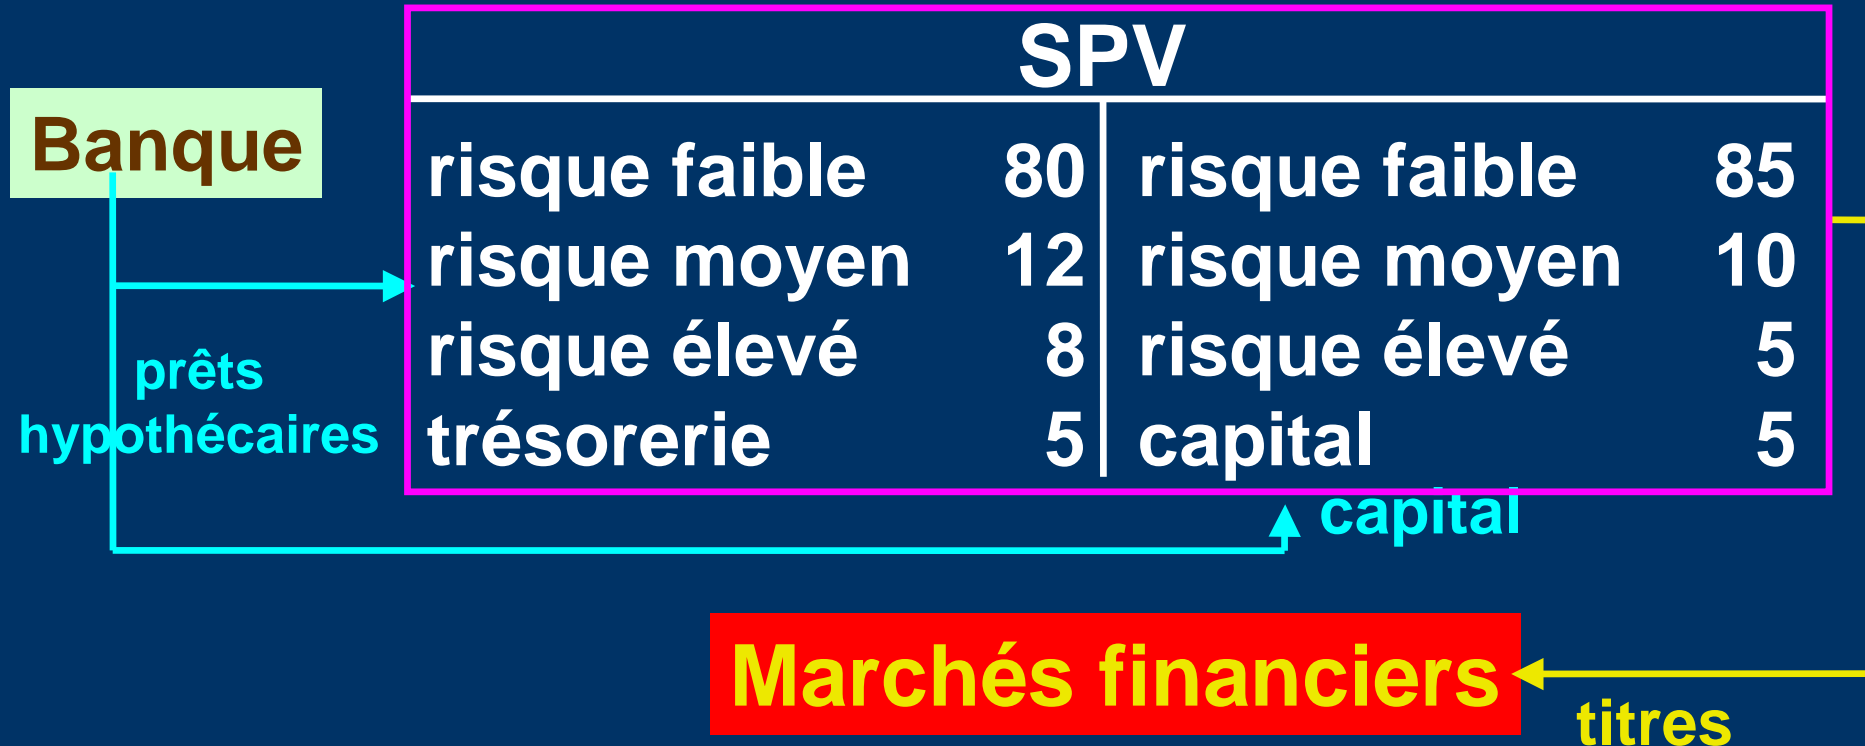 SPV
Banque
risque faible 80 risque faible 85
risque moyen 12 risque moyen 10
risque élevé 8 risque élevé 5
trésorerie 5 capital 5
prêts
hypothécaires
capital
Marchés financiers
titres